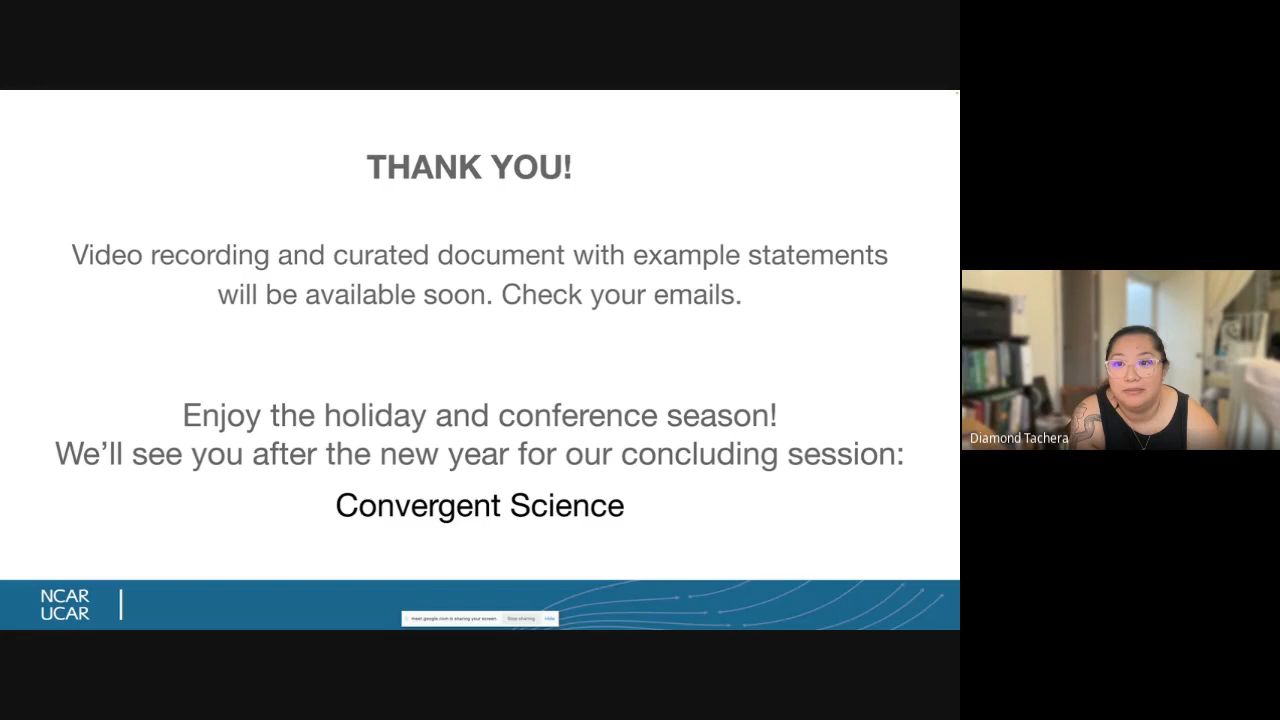 THANK YOU!
Video recording and curated document with example statements
will be available soon. Check your emails.
Enjoy the holiday and conference season!
We'll see you after the new year for our concluding session:
Convergent Science
Diamond Tachera
NCAR
UCAR
meet.google.com is sharing your screen. Stop sharing Hide